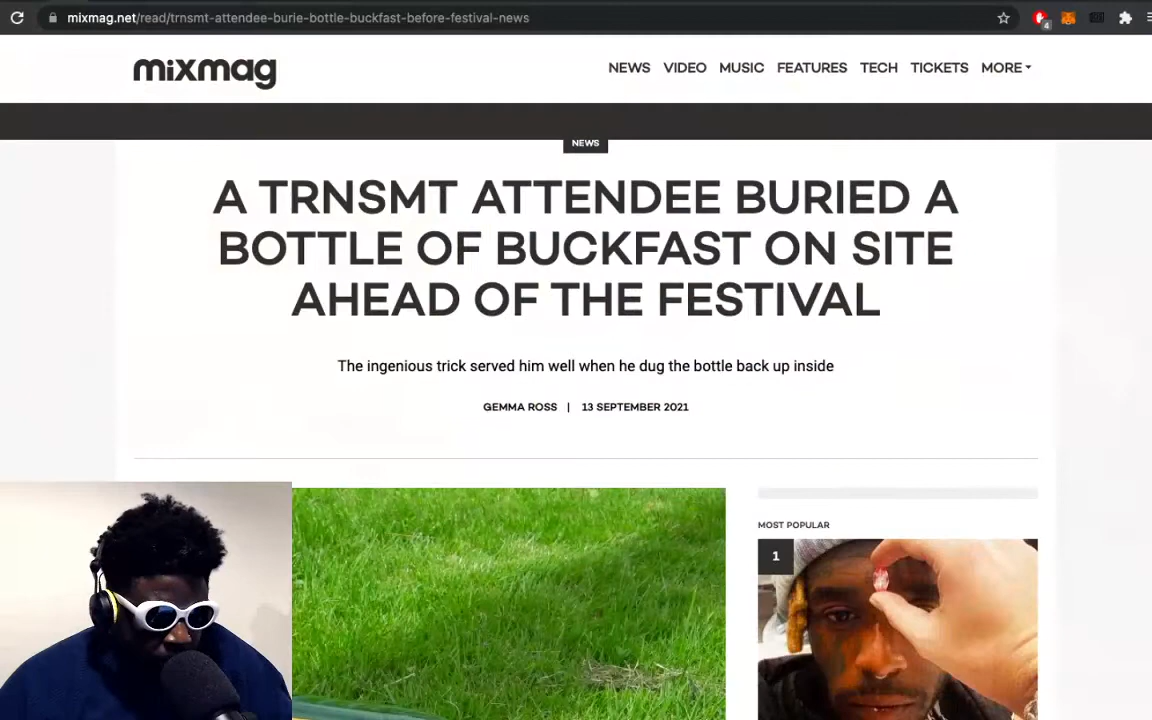 mixmag.net/read/trnsmt-attendee-burie-bottle-buckfast-before-festival-news
4
mixmag
NEWS VIDEO MUSIC FEATURES TECH TICKETS MORE
NEWS
A TRNSMT ATTENDEE BURIED A
BOTTLE OF BUCKFAST ON SITE
AHEAD OF THE FESTIVAL
The ingenious trick served him well when he dug the bottle back up inside
GEMMA ROSS | 13 SEPTEMBER 2021
MOST POPULAR
1